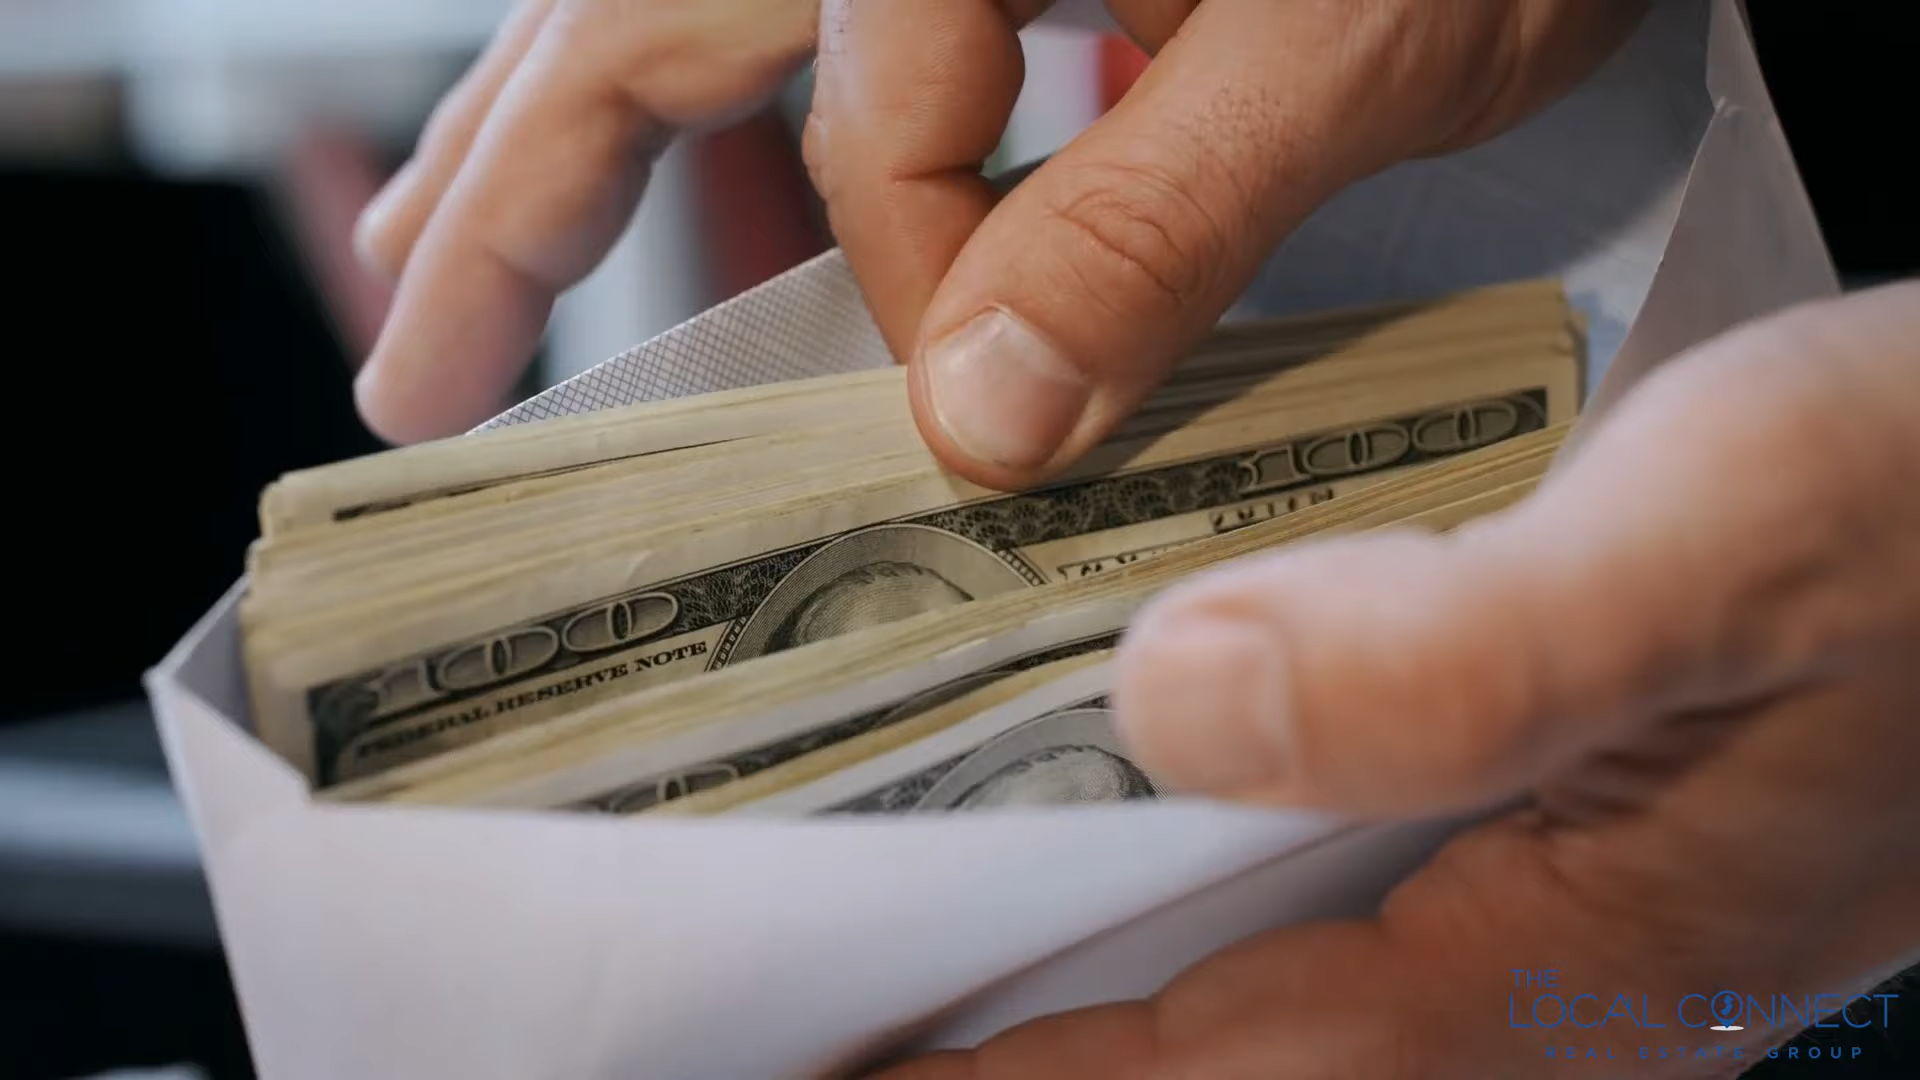 100
100
FEDERAL RESERVE NOTE
THE
LOCAL CONNECT
REAL ESTATE GROUP